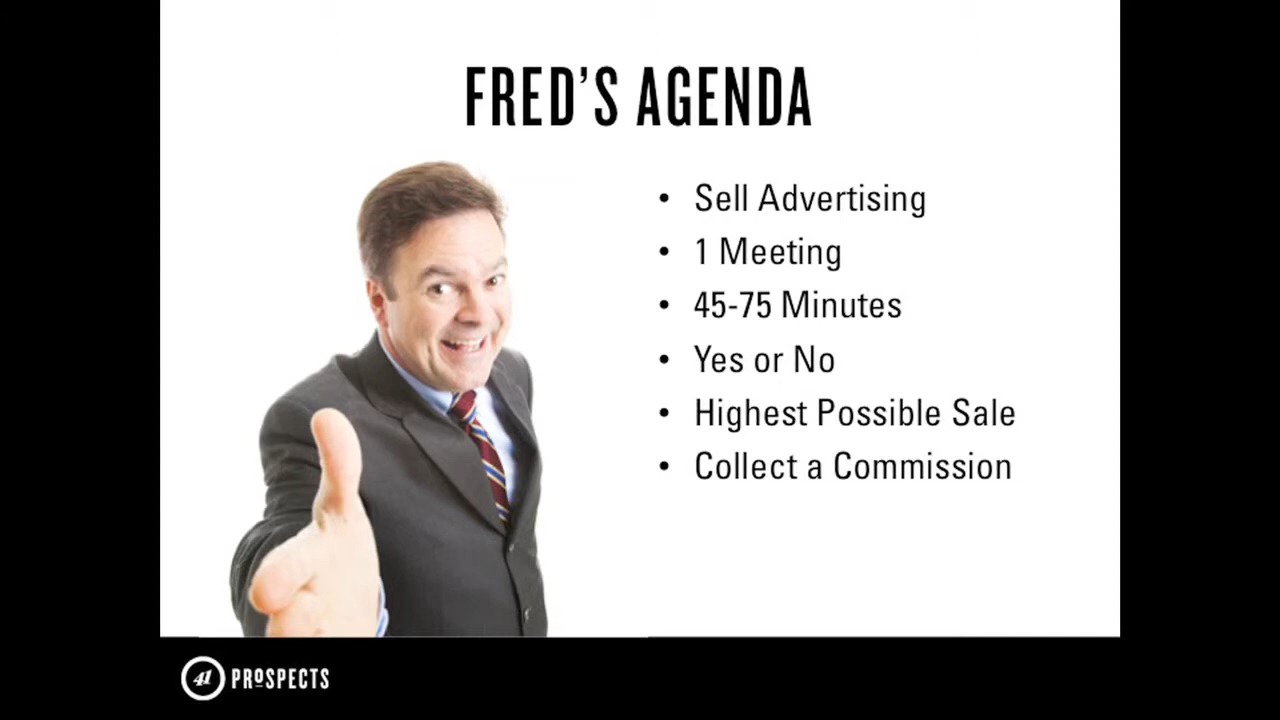 FRED'S AGENDA
• Sell Advertising
• 1 Meeting
• 45-75 Minutes
• Yes or No
• Highest Possible Sale
• Collect a Commission
41 PROSPECTS